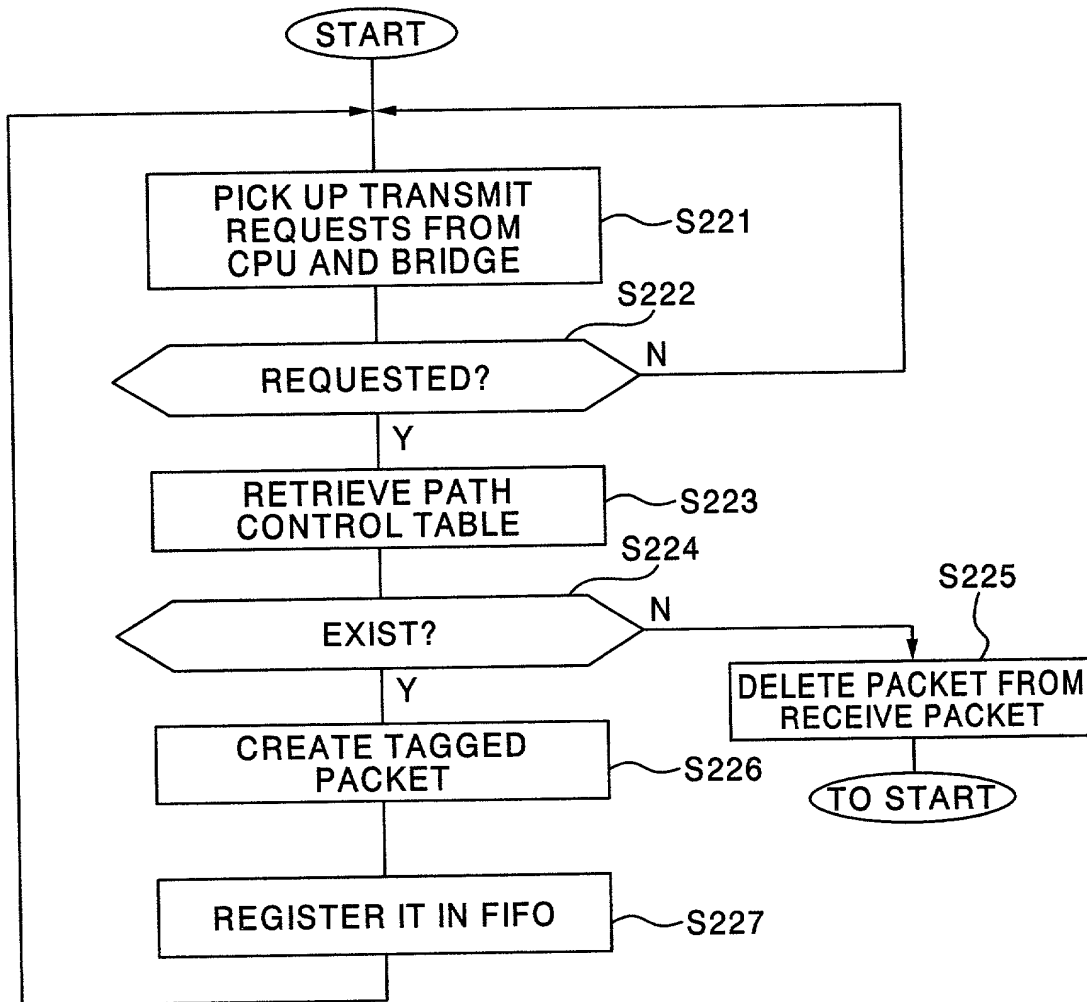 START
PICK UP TRANSMIT
REQUESTS FROM
CPU AND BRIDGE
S221
S222
REQUESTED?
N
Y
RETRIEVE PATH
CONTROL TABLE
S223
S224
EXIST?
N
Y
S225
DELETE PACKET FROM
RECEIVE PACKET
TO START
CREATE TAGGED
PACKET
S226
REGISTER IT IN FIFO
S227